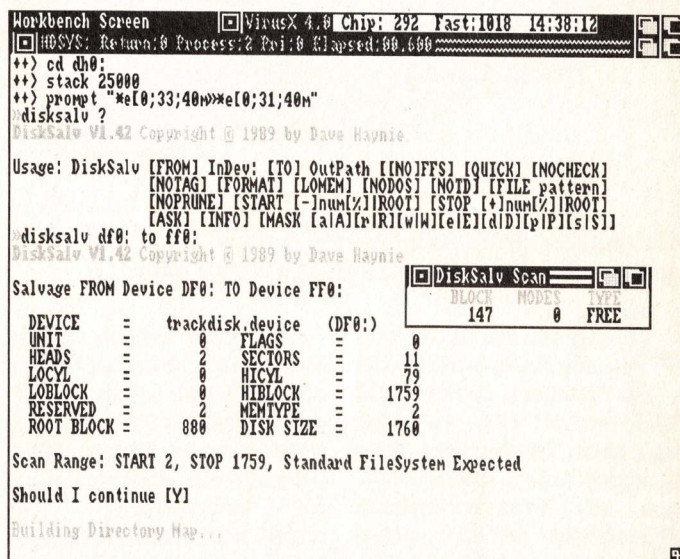 Workbench Screen VirusX 4.0 Chip: 292 Fast:1018 14:38:12
HDSYS: Return:0 Process:2 Pri:0 Elapsed:00.600
++> cd dh0:
++> stack 25000
++> prompt "*e[0;33;40m»*e[0;31;40m"
»disksalv ?
DiskSalv V1.42 Copyright © 1989 by Dave Haynie
Usage: DiskSalv [FROM] InDev: [TO] OutPath [[NO]FFS] [QUICK] [NOCHECK]
[NOTAG] [FORMAT] [LOMEM] [NODOS] [NOTD] [FILE pattern]
[NOPRUNE] [START [-]num[%]|ROOT] [STOP [+]num[%]|ROOT]
[ASK] [INFO] [MASK [a|A][r|R][w|W][e|E][d|D][p|P][s|S]]
»disksalv df0: to ff0:
DiskSalv V1.42 Copyright © 1989 by Dave Haynie
Salvage FROM Device DF0: TO Device FF0:
DiskSalv Scan
BLOCK NODES TYPE
147 0 FREE
DEVICE = trackdisk.device (DF0:)
UNIT = 0 FLAGS = 0
HEADS = 2 SECTORS = 11
LOCYL = 0 HICYL = 79
LOBLOCK = 0 HIBLOCK = 1759
RESERVED = 2 MEMTYPE = 2
ROOT BLOCK = 880 DISK SIZE = 1760
Scan Range: START 2, STOP 1759, Standard FileSystem Expected
Should I continue [Y]
Building Directory Map...